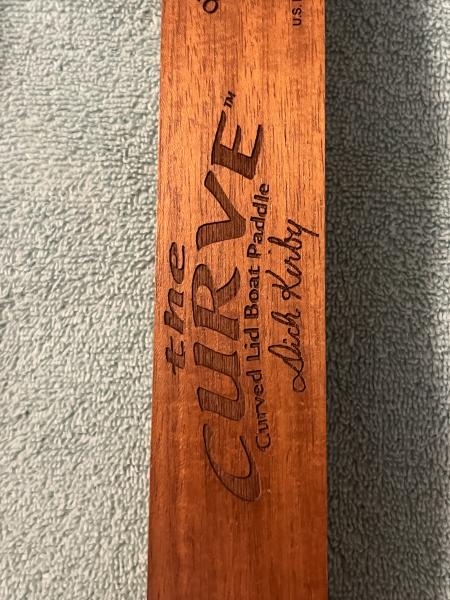 the
CURVE™
Curved Lid Boat Paddle
Dick Kirby
U.S.